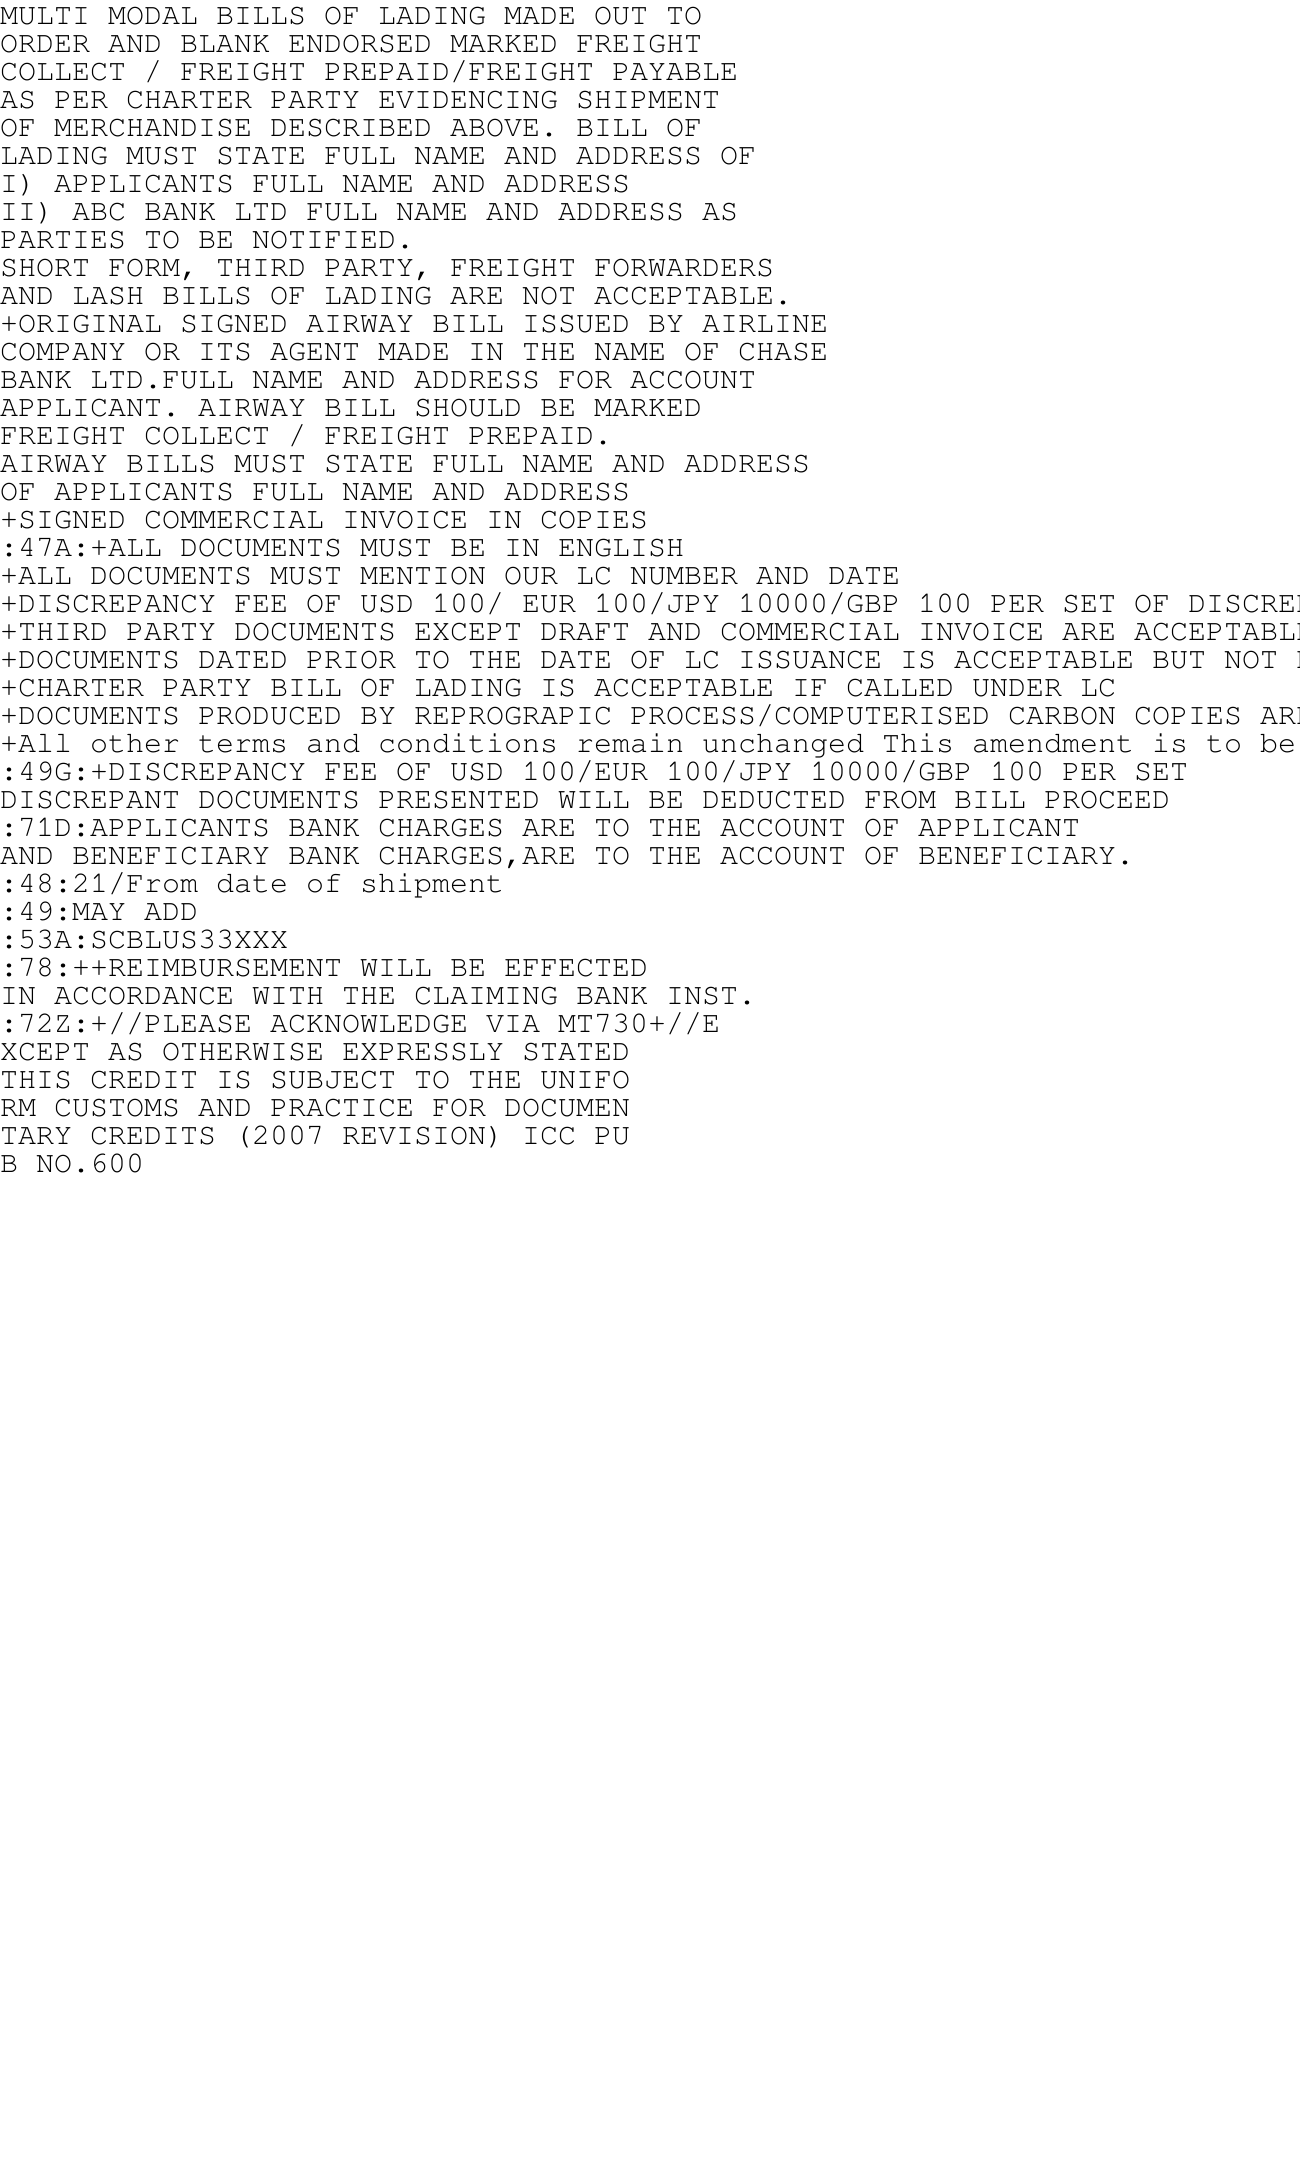 MULTI MODAL BILLS OF LADING MADE OUT TO
ORDER AND BLANK ENDORSED MARKED FREIGHT
COLLECT / FREIGHT PREPAID/FREIGHT PAYABLE
AS PER CHARTER PARTY EVIDENCING SHIPMENT
OF MERCHANDISE DESCRIBED ABOVE. BILL OF
LADING MUST STATE FULL NAME AND ADDRESS OF
I) APPLICANTS FULL NAME AND ADDRESS
II) ABC BANK LTD FULL NAME AND ADDRESS AS
PARTIES TO BE NOTIFIED.
SHORT FORM, THIRD PARTY, FREIGHT FORWARDERS
AND LASH BILLS OF LADING ARE NOT ACCEPTABLE.
+ORIGINAL SIGNED AIRWAY BILL ISSUED BY AIRLINE
COMPANY OR ITS AGENT MADE IN THE NAME OF CHASE
BANK LTD.FULL NAME AND ADDRESS FOR ACCOUNT
APPLICANT. AIRWAY BILL SHOULD BE MARKED
FREIGHT COLLECT / FREIGHT PREPAID.
AIRWAY BILLS MUST STATE FULL NAME AND ADDRESS
OF APPLICANTS FULL NAME AND ADDRESS
+SIGNED COMMERCIAL INVOICE IN COPIES
:47A:+ALL DOCUMENTS MUST BE IN ENGLISH
+ALL DOCUMENTS MUST MENTION OUR LC NUMBER AND DATE
+DISCREPANCY FEE OF USD 100/ EUR 100/JPY 10000/GBP 100 PER SET OF
+THIRD PARTY DOCUMENTS EXCEPT DRAFT AND COMMERCIAL INVOICE ARE
+DOCUMENTS DATED PRIOR TO THE DATE OF LC ISSUANCE IS ACCEPTABLE BUT NOT
+CHARTER PARTY BILL OF LADING IS ACCEPTABLE IF CALLED UNDER LC
+DOCUMENTS PRODUCED BY REPROGRAPIC PROCESS/COMPUTERISED CARBON COPIES
+All other terms and conditions remain unchanged This amendment is to be
:49G:+DISCREPANCY FEE OF USD 100/EUR 100/JPY 10000/GBP 100 PER SET
DISCREPANT DOCUMENTS PRESENTED WILL BE DEDUCTED FROM BILL PROCEED
:71D:APPLICANTS BANK CHARGES ARE TO THE ACCOUNT OF APPLICANT
AND BENEFICIARY BANK CHARGES,ARE TO THE ACCOUNT OF BENEFICIARY.
:48:21/From date of shipment
:49:MAY ADD
:53A:SCBLUS33XXX
:78:++REIMBURSEMENT WILL BE EFFECTED
IN ACCORDANCE WITH THE CLAIMING BANK INST.
:72Z:+//PLEASE ACKNOWLEDGE VIA MT730+//E
XCEPT AS OTHERWISE EXPRESSLY STATED
THIS CREDIT IS SUBJECT TO THE UNIFO
RM CUSTOMS AND PRACTICE FOR DOCUMEN
TARY CREDITS (2007 REVISION) ICC PU
B NO.600